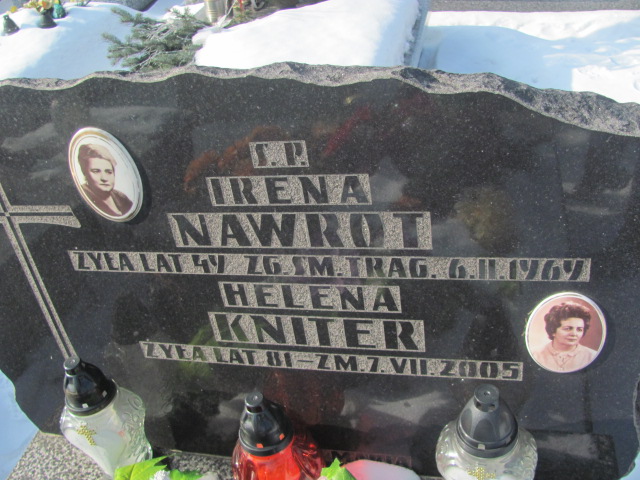 Ś.P.
IRENA
NAWROT
ŻYŁA LAT 49 ZG.ŚM.TRAG. 6.II.1969
HELENA
KNITER
ŻYŁA LAT 81-ZM.7.VII.2005